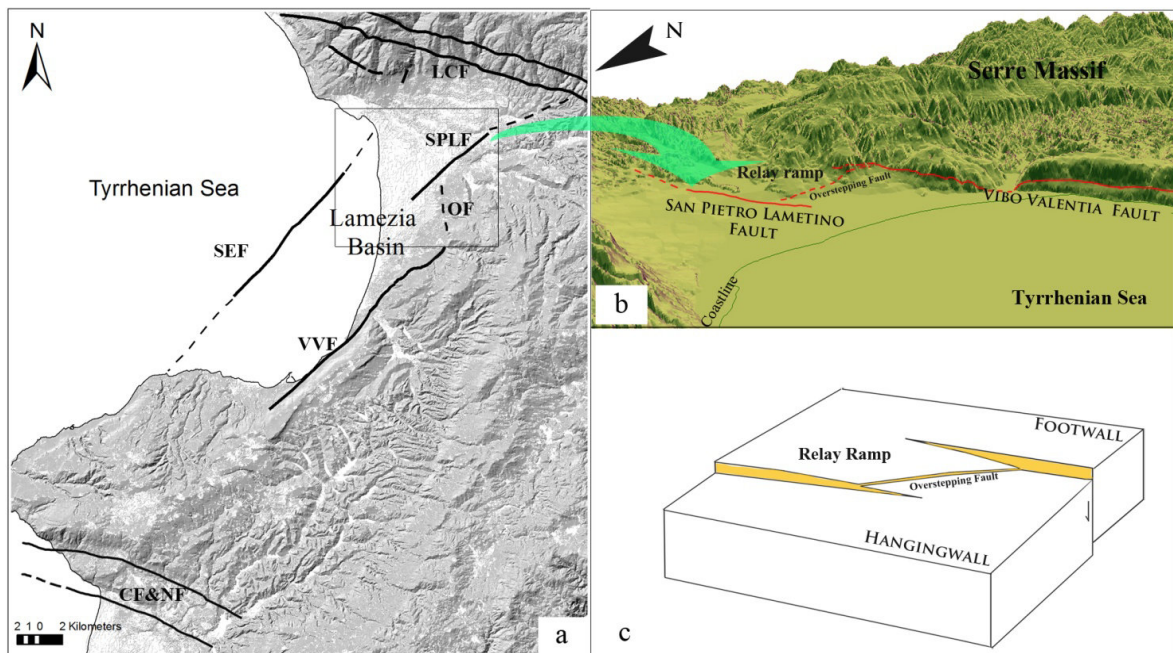 N
LCF
SPLF
Tyrrhenian Sea
OF
Lamezia
Basin
SEF
VVF
CF&NF
2 1 0 2 Kilometers
a
N
Serre Massif
Relay ramp
Overstepping Fault
SAN PIETRO LAMETINO
FAULT
VIBO VALENTIA FAULT
Coastline
Tyrrhenian Sea
b
FOOTWALL
Relay Ramp
Overstepping Fault
HANGINGWALL
c